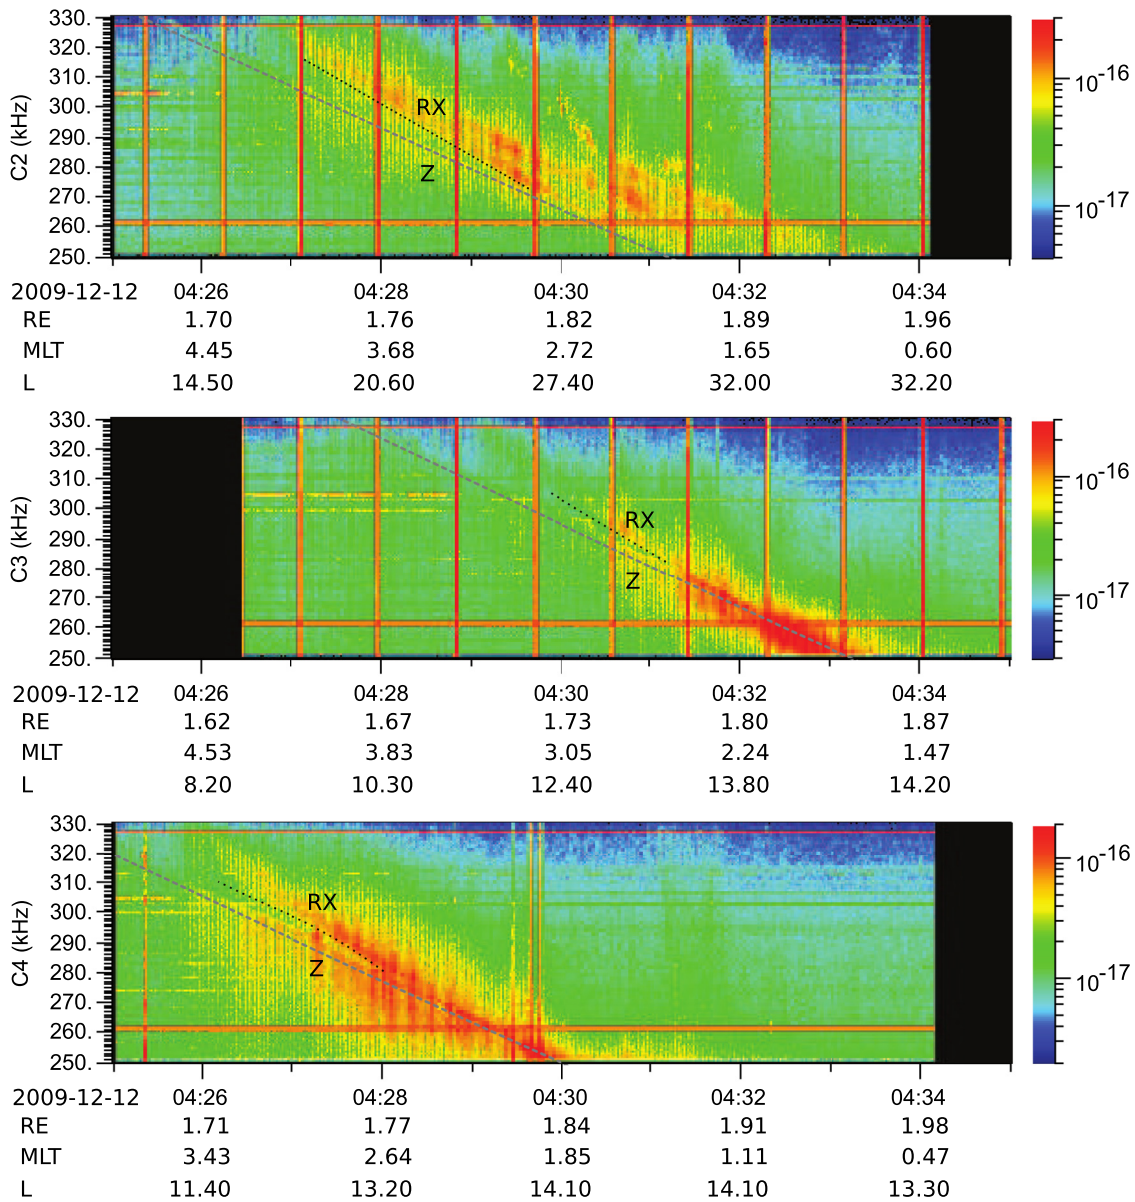 330.
320.
310.
300.
290.
280.
270.
260.
250.
C2 (kHz)
RX
Z
10-16
10-17
2009-12-12 04:26 04:28 04:30 04:32 04:34
RE 1.70 1.76 1.82 1.89 1.96
MLT 4.45 3.68 2.72 1.65 0.60
L 14.50 20.60 27.40 32.00 32.20
330.
320.
310.
300.
290.
280.
270.
260.
250.
C3 (kHz)
RX
Z
10-16
10-17
2009-12-12 04:26 04:28 04:30 04:32 04:34
RE 1.62 1.67 1.73 1.80 1.87
MLT 4.53 3.83 3.05 2.24 1.47
L 8.20 10.30 12.40 13.80 14.20
330.
320.
310.
300.
290.
280.
270.
260.
250.
C4 (kHz)
RX
Z
10-16
10-17
2009-12-12 04:26 04:28 04:30 04:32 04:34
RE 1.71 1.77 1.84 1.91 1.98
MLT 3.43 2.64 1.85 1.11 0.47
L 11.40 13.20 14.10 14.10 13.30